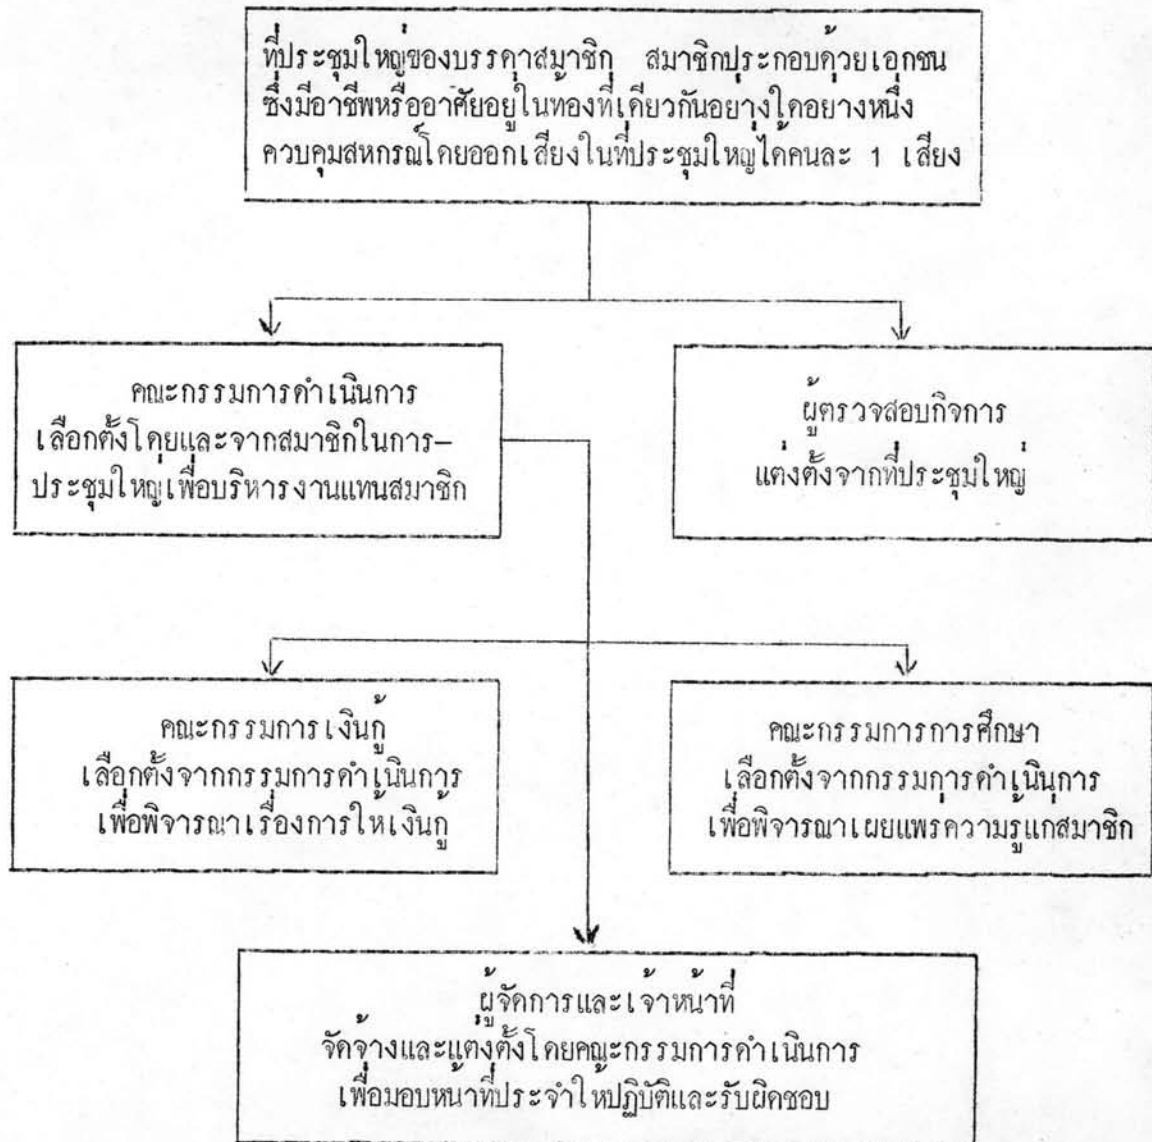 ที่ประชุมใหญ่ของบรรดาสมาชิก สมาชิกประกอบด้วยเอกชน
ซึ่งมีอาชีพหรืออาศัยอยู่ในท้องที่เดียวกันอย่างใดอย่างหนึ่ง
ควบคุมสหกรณ์โดยออกเสียงในที่ประชุมใหญ่ได้คนละ 1 เสียง
คณะกรรมการดำเนินการ
เลือกตั้งโดยและจากสมาชิกในการ-
ประชุมใหญ่เพื่อบริหารงานแทนสมาชิก
ผู้ตรวจสอบกิจการ
แต่งตั้งจากที่ประชุมใหญ่
คณะกรรมการเงินกู้
เลือกตั้งจากกรรมการดำเนินการ
เพื่อพิจารณาเรื่องการให้เงินกู้
คณะกรรมการการศึกษา
เลือกตั้งจากกรรมการดำเนินการ
เพื่อพิจารณาเผยแพร่ความรู้แก่สมาชิก
ผู้จัดการและเจ้าหน้าที่
จัดจ้างและแต่งตั้งโดยคณะกรรมการดำเนินการ
เพื่อมอบหน้าที่ประจำให้ปฏิบัติและรับผิดชอบ